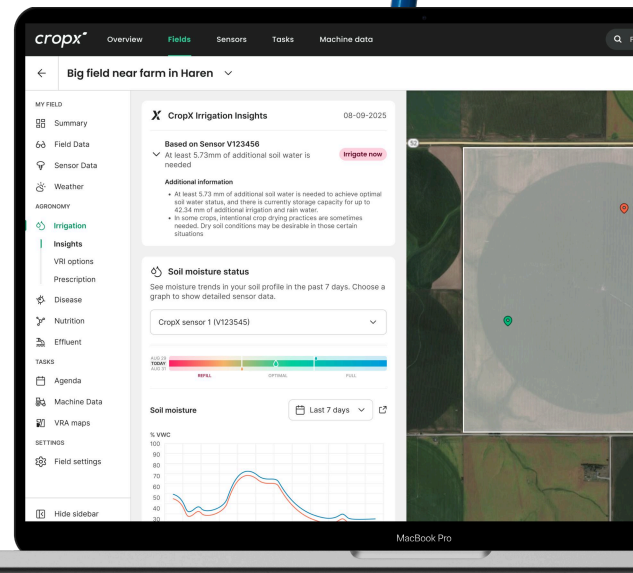 cropx
Overview
Fields
Sensors
Tasks
Machine data
Big field near farm in Haren
MY FIELD
Summary
Field Data
Sensor Data
Weather
AGRONOMY
Irrigation
Insights
VRI options
Prescription
Disease
Nutrition
Effluent
TASKS
Agenda
Machine Data
VRA maps
SETTINGS
Field settings
Hide sidebar
X CropX Irrigation Insights
08-09-2025
Based on Sensor V123456
At least 5.73mm of additional soil water is
needed
Irrigate now
Additional information
• At least 5.73 mm of additional soil water is needed to achieve optimal
soil water status, and there is currently storage capacity for up to
42.34 mm of additional irrigation and rain water.
• In some crops, intentional crop drying practices are sometimes
needed. Dry soil conditions may be desirable in those certain
situations
Soil moisture status
See moisture trends in your soil profile in the past 7 days. Choose a
graph to show detailed sensor data.
CropX sensor 1 (V123545)
AUG 29
TODAY
AUG 31
REFILL
OPTIMAL
FULL
Soil moisture
Last 7 days
% VWC
100
90
80
70
60
50
40
30
52
MacBook Pro